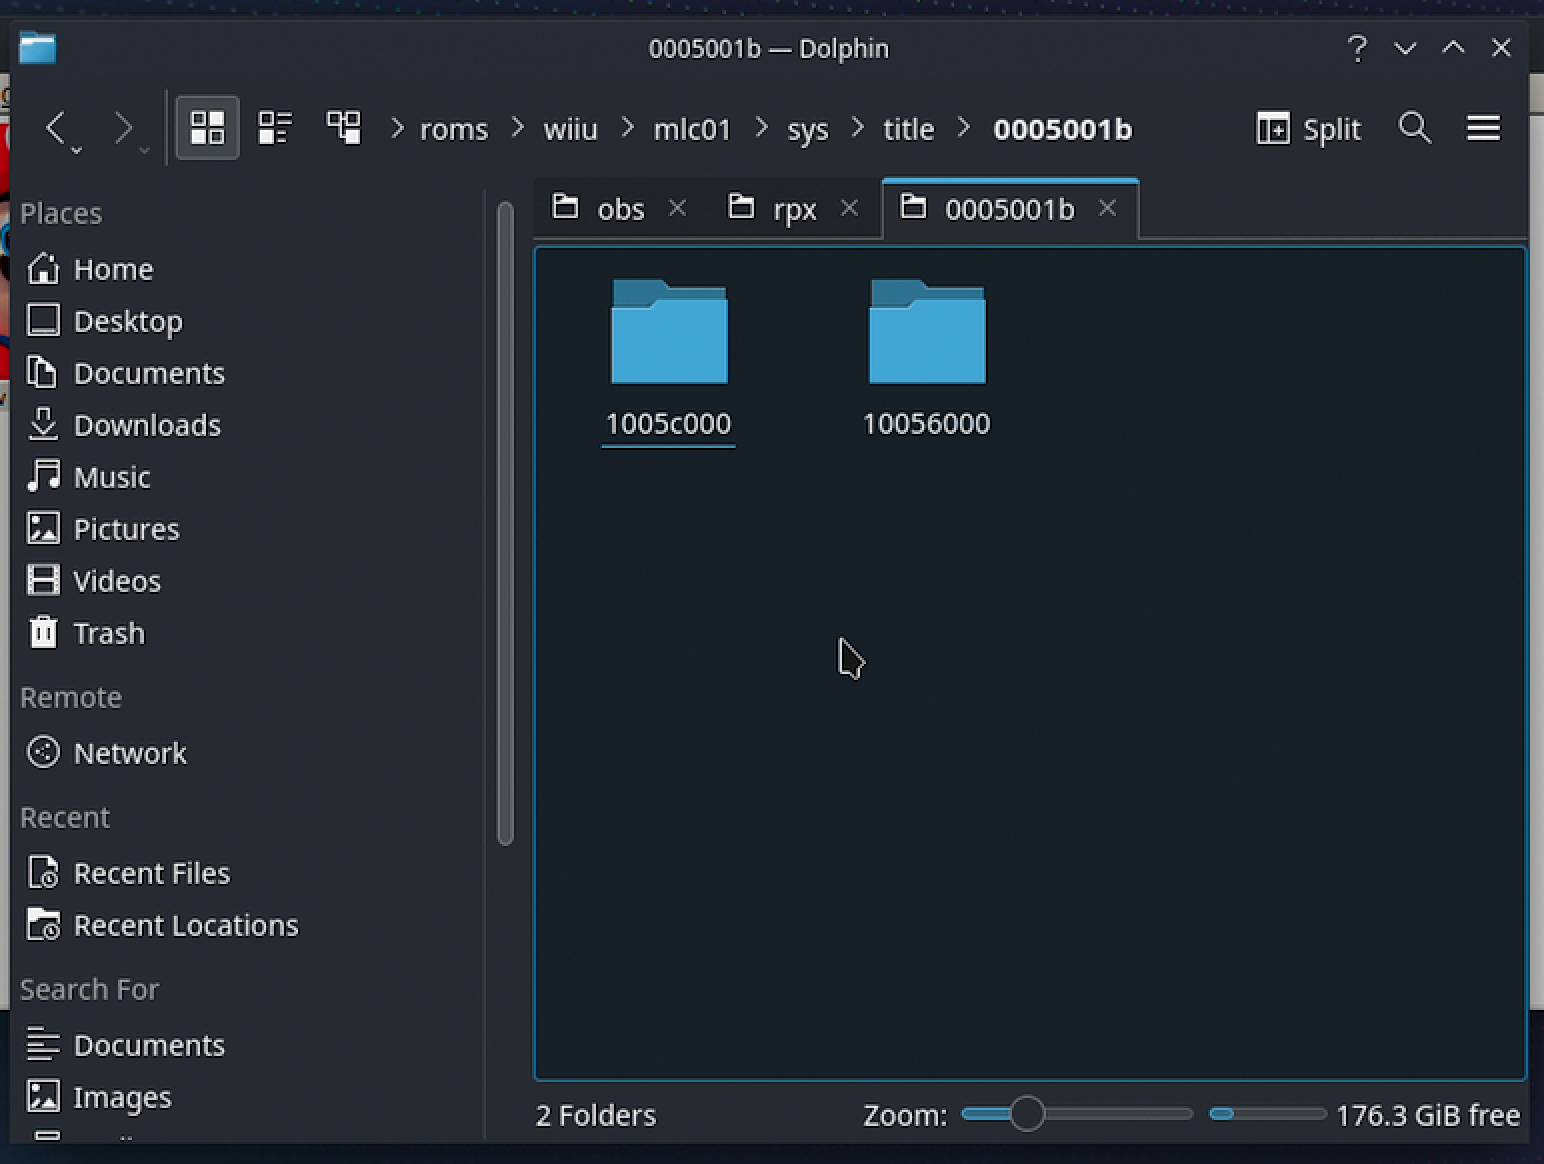 0005001b — Dolphin
roms > wiiu > mlc01 > sys > title > 0005001b
Split
Places
Home
Desktop
Documents
Downloads
Music
Pictures
Videos
Trash
Remote
Network
Recent
Recent Files
Recent Locations
Search For
Documents
Images
obs
rpx
0005001b
1005c000
10056000
2 Folders
Zoom:
176.3 GiB free